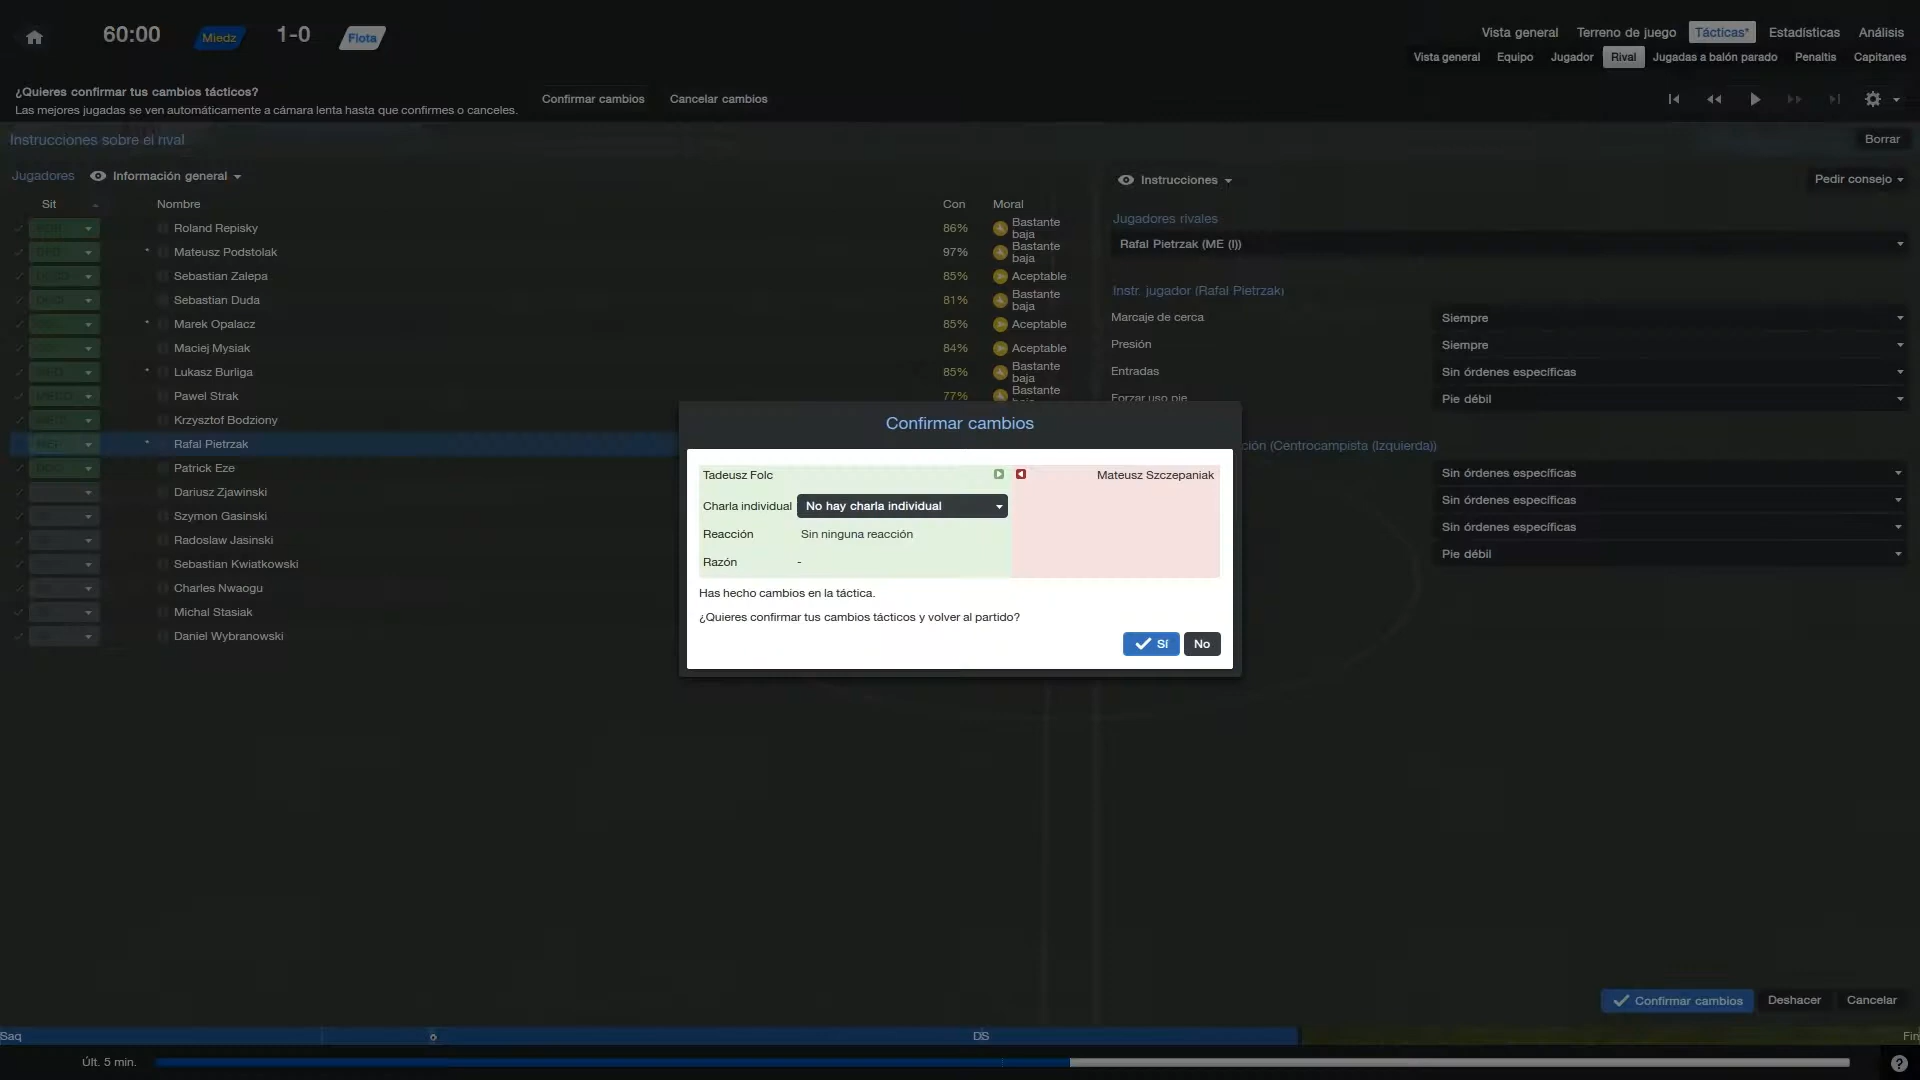 60:00 Miedz 1-0 Flota
Vista general Terreno de juego Tácticas* Estadísticas Análisis
Vista general Equipo Jugador Rival Jugadas a balón parado Penaltis Capitanes
¿Quieres confirmar tus cambios tácticos?
Las mejores jugadas se ven automáticamente a cámara lenta hasta que confirmes o canceles.
Confirmar cambios Cancelar cambios
Instrucciones sobre el rival
Borrar
Jugadores Información general
Sit Nombre Con Moral
Roland Repisky 86% Bastante baja
Mateusz Podstolak 97% Bastante baja
Sebastian Zalepa 85% Aceptable
Sebastian Duda 81% Bastante baja
Marek Opalacz 85% Aceptable
Maciej Mysiak 84% Aceptable
Lukasz Burliga 85% Bastante baja
Pawel Strak 77% Bastante
Krzysztof Bodziony
Rafal Pietrzak
Patrick Eze
Dariusz Zjawinski
Szymon Gasinski
Radoslaw Jasinski
Sebastian Kwiatkowski
Charles Nwaogu
Michal Stasiak
Daniel Wybranowski
Instrucciones
Pedir consejo
Jugadores rivales
Rafal Pietrzak (ME (I))
Instr. jugador (Rafal Pietrzak)
Marcaje de cerca Siempre
Presión Siempre
Entradas Sin órdenes específicas
Forzar uso pie Pie débil
ción (Centrocampista (Izquierda))
Sin órdenes específicas
Sin órdenes específicas
Sin órdenes específicas
Pie débil
Confirmar cambios
Tadeusz Folc Mateusz Szczepaniak
Charla individual No hay charla individual
Reacción Sin ninguna reacción
Razón -
Has hecho cambios en la táctica.
¿Quieres confirmar tus cambios tácticos y volver al partido?
Sí No
Confirmar cambios Deshacer Cancelar
Saq DS Fin
Últ. 5 min.
?